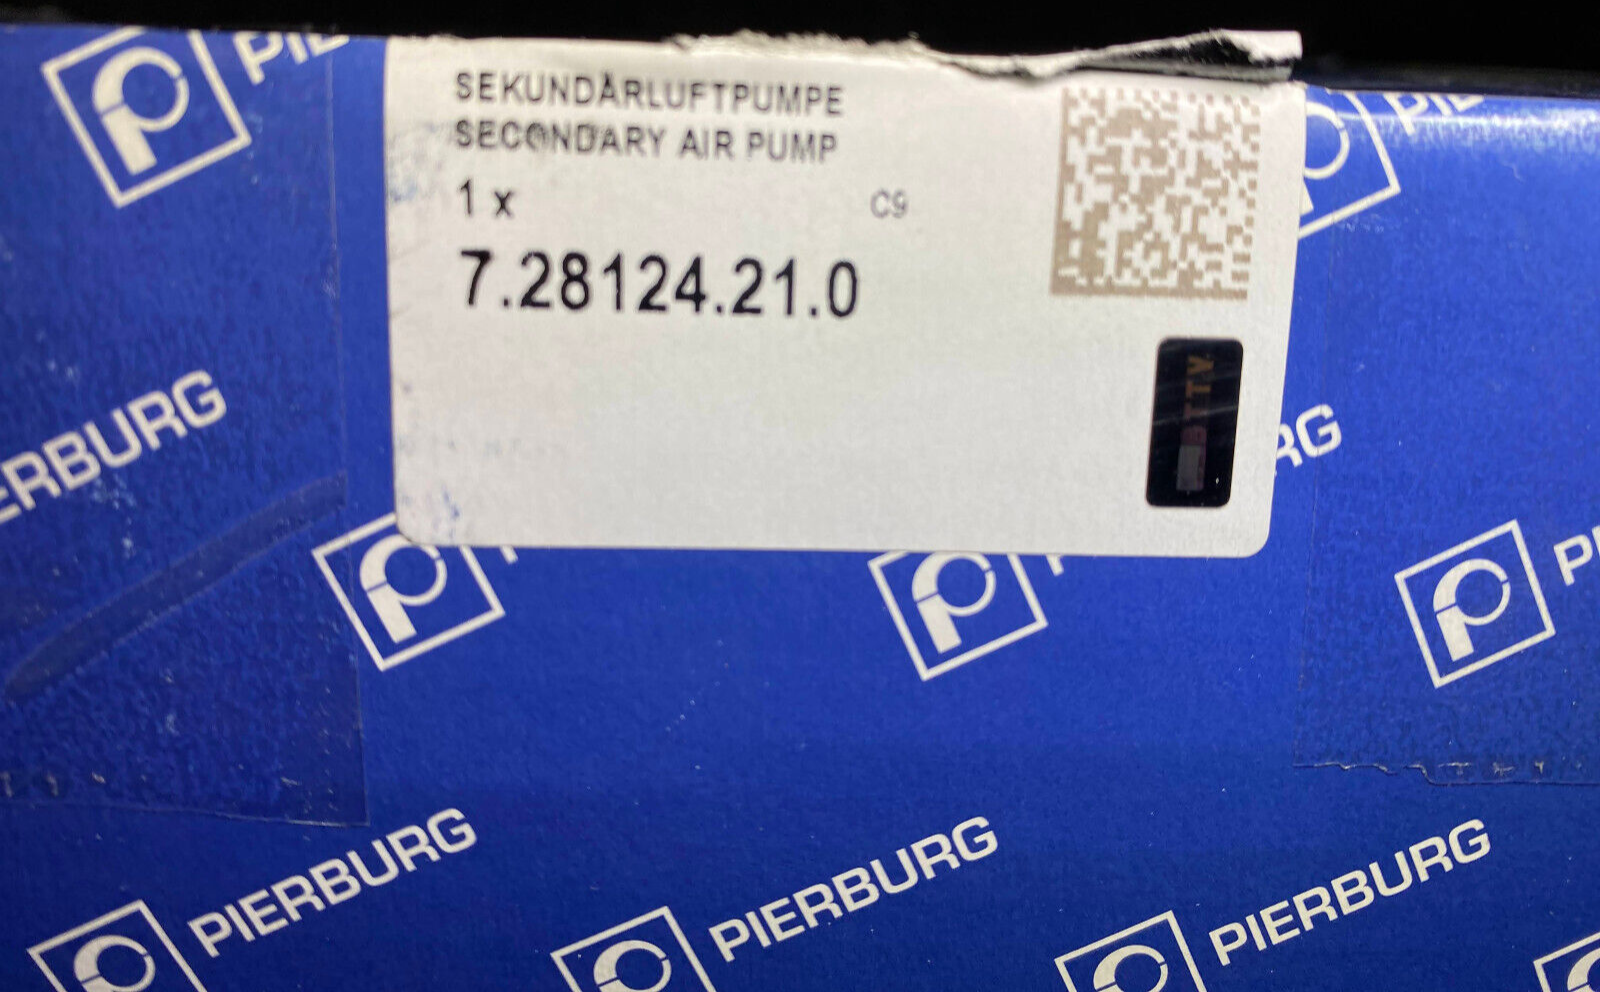 PIERBURG
SEKUNDÄRLUFTPUMPE
SECONDARY AIR PUMP
1 x
C9
7.28124.21.0
PIERBURG
PIERBURG
PIERBURG
PIERBURG